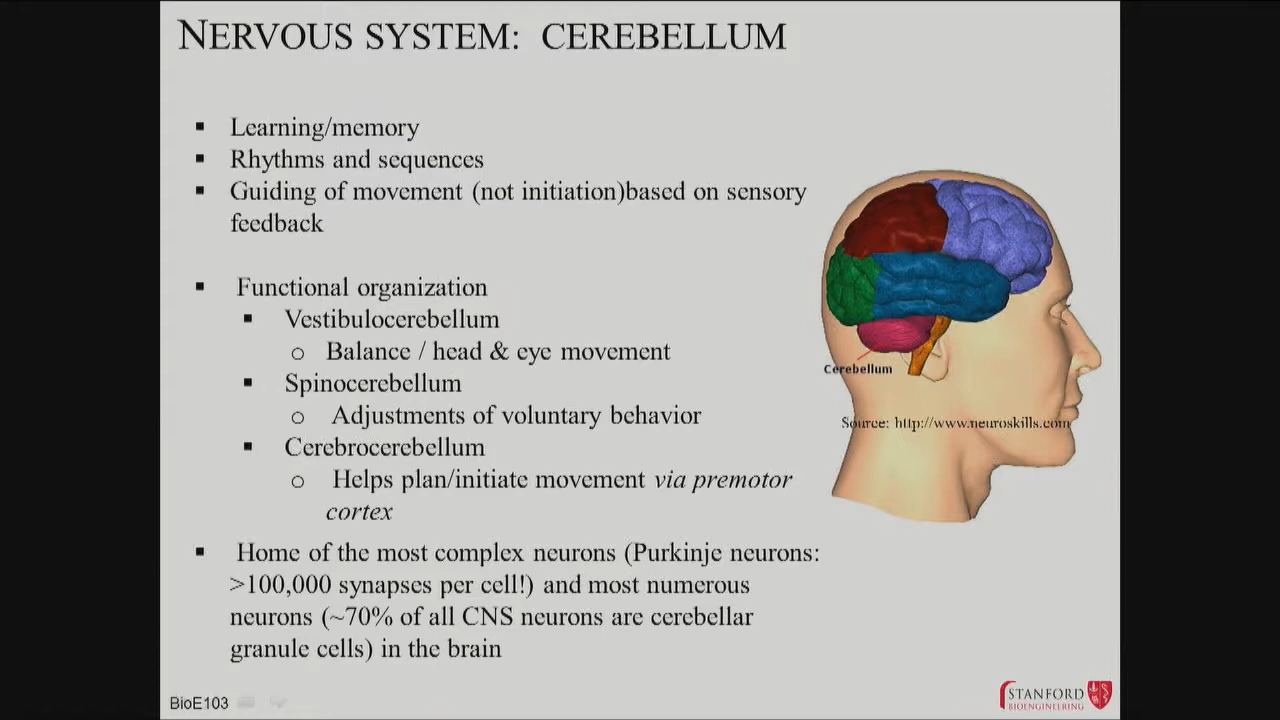 NERVOUS SYSTEM: CEREBELLUM
▪ Learning/memory
▪ Rhythms and sequences
▪ Guiding of movement (not initiation)based on sensory
feedback
▪ Functional organization
▪ Vestibulocerebellum
o Balance / head & eye movement
▪ Spinocerebellum
o Adjustments of voluntary behavior
▪ Cerebrocerebellum
o Helps plan/initiate movement via premotor
cortex
▪ Home of the most complex neurons (Purkinje neurons:
>100,000 synapses per cell!) and most numerous
neurons (~70% of all CNS neurons are cerebellar
granule cells) in the brain
Cerebellum
Source: http://www.neuroskills.com
BioE103
STANFORD
BIOENGINEERING